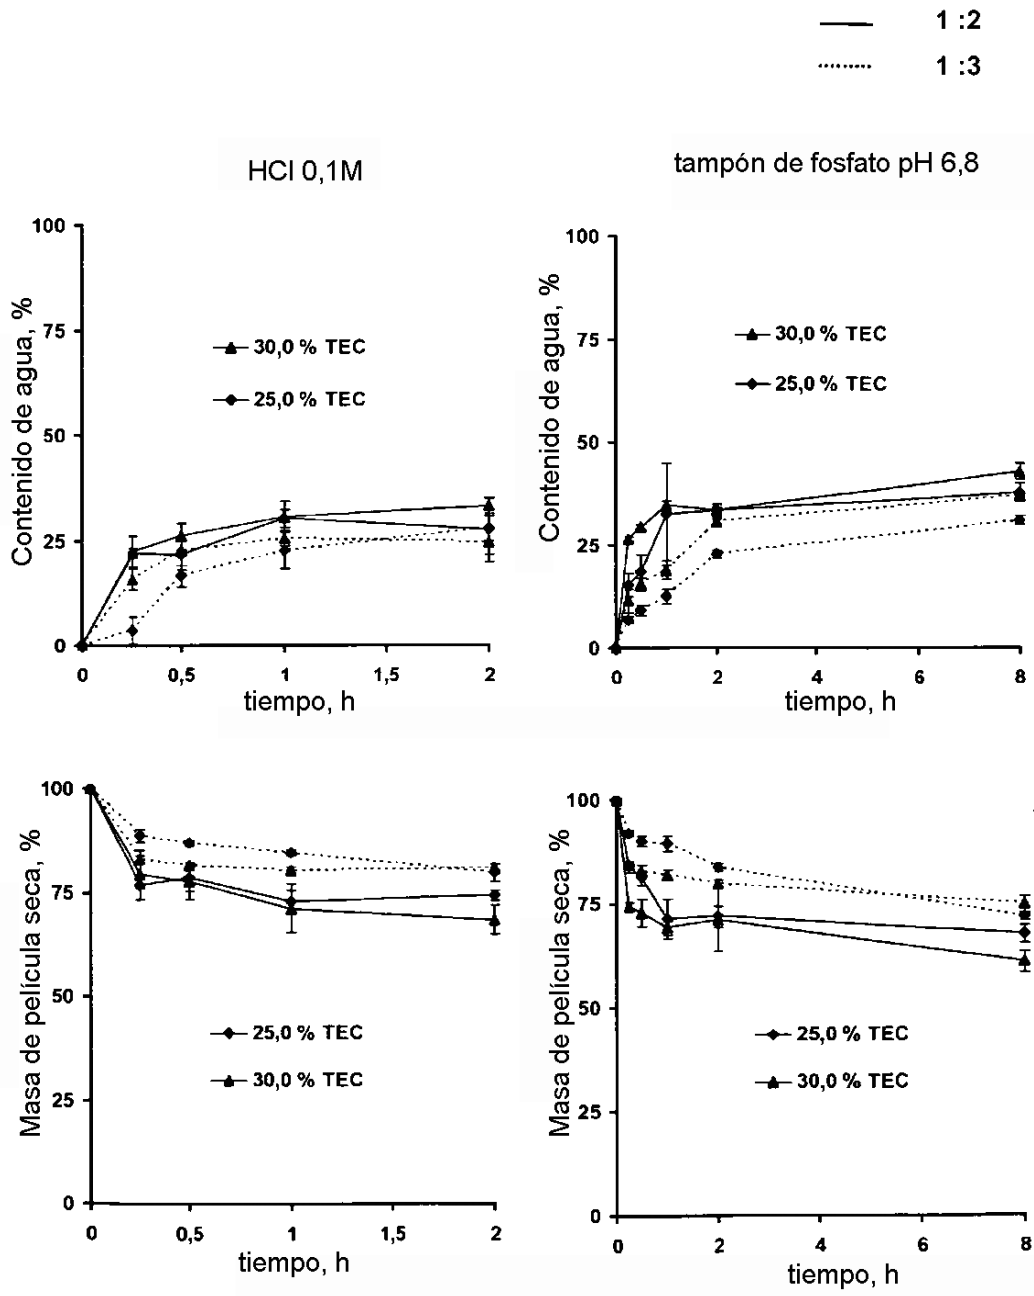 1 :2
1 :3
HCl 0,1M
tampón de fosfato pH 6,8
Contenido de agua, %
100
75
50
25
0
30,0 % TEC
25,0 % TEC
0
0,5
1
1,5
2
tiempo, h
Contenido de agua, %
100
75
50
25
0
30,0 % TEC
25,0 % TEC
0
2
4
6
8
tiempo, h
Masa de película seca, %
100
75
50
25
0
25,0 % TEC
30,0 % TEC
0
0,5
1
1,5
2
tiempo, h
Masa de película seca, %
100
75
50
25
0
25,0 % TEC
30,0 % TEC
0
2
4
6
8
tiempo, h